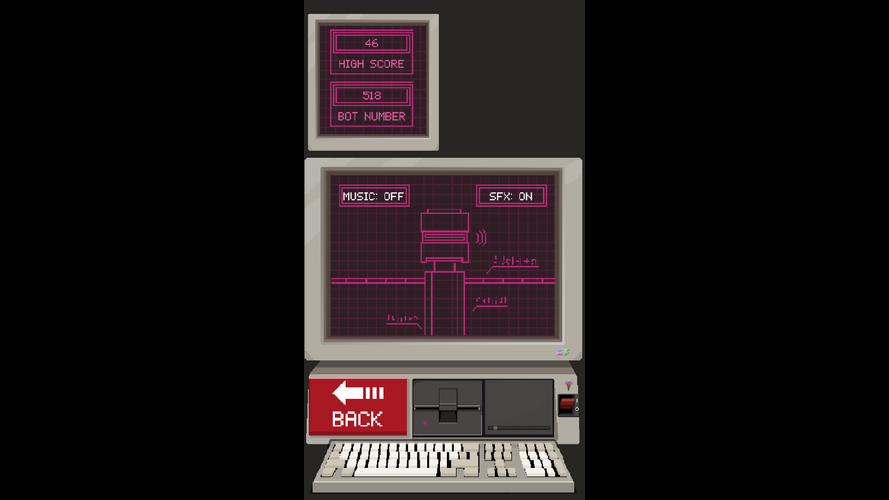 46
HIGH SCORE
518
BOT NUMBER
MUSIC: OFF
SFX: ON
BACK